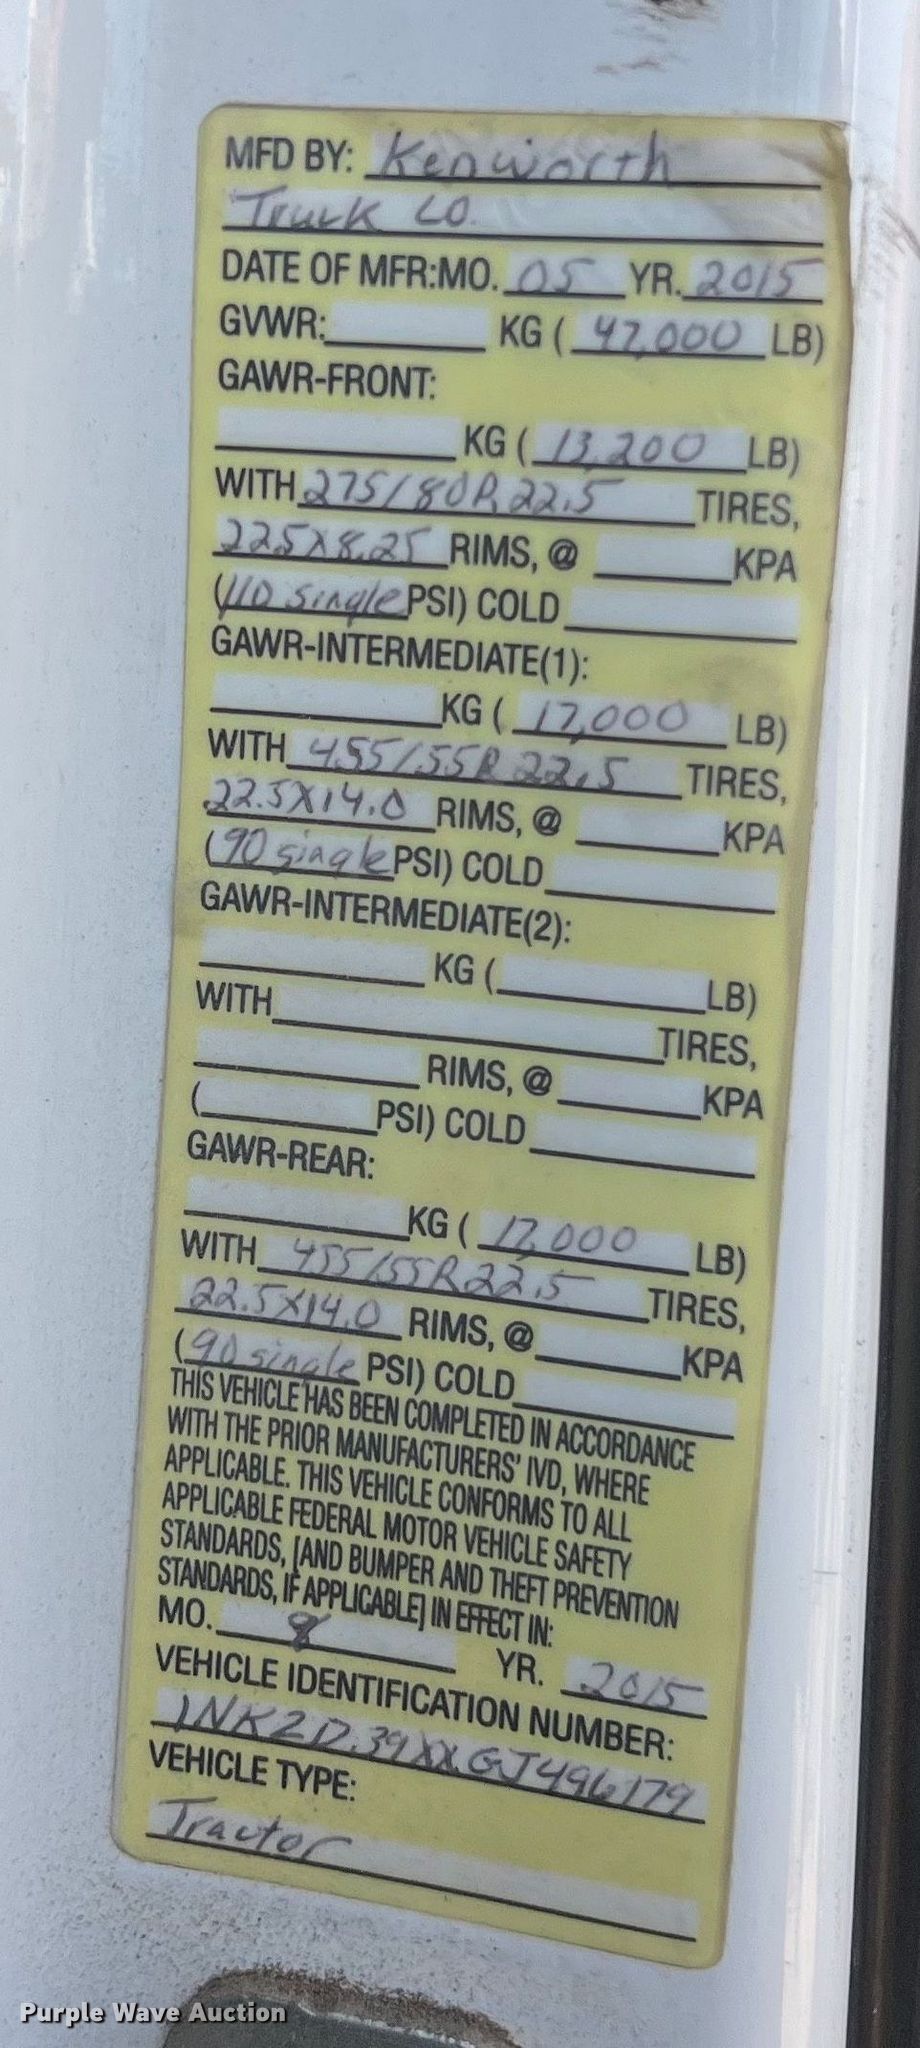 MFD BY: Kenworth
Truck CO.
DATE OF MFR:MO. 05 YR. 2015
GVWR: KG ( 47,000 LB)
GAWR-FRONT:
KG ( 13,200 LB)
WITH 275/80R22.5 TIRES,
22.5X8.25 RIMS, @ KPA
(110 single PSI) COLD
GAWR-INTERMEDIATE(1):
KG ( 17,000 LB)
WITH 455/55R22.5 TIRES,
22.5X14.0 RIMS, @ KPA
(90 single PSI) COLD
GAWR-INTERMEDIATE(2):
KG ( LB)
WITH TIRES,
RIMS, @ KPA
( PSI) COLD
GAWR-REAR:
KG ( 17,000 LB)
WITH 455/55R22.5 TIRES,
22.5X14.0 RIMS, @ KPA
(90 single PSI) COLD
THIS VEHICLE HAS BEEN COMPLETED IN ACCORDANCE
WITH THE PRIOR MANUFACTURERS' IVD, WHERE
APPLICABLE. THIS VEHICLE CONFORMS TO ALL
APPLICABLE FEDERAL MOTOR VEHICLE SAFETY
STANDARDS, [AND BUMPER AND THEFT PREVENTION
STANDARDS, IF APPLICABLE] IN EFFECT IN:
MO. 8 YR. 2015
VEHICLE IDENTIFICATION NUMBER:
1NKZD39XXGJ496179
VEHICLE TYPE:
Tractor
Purple Wave Auction